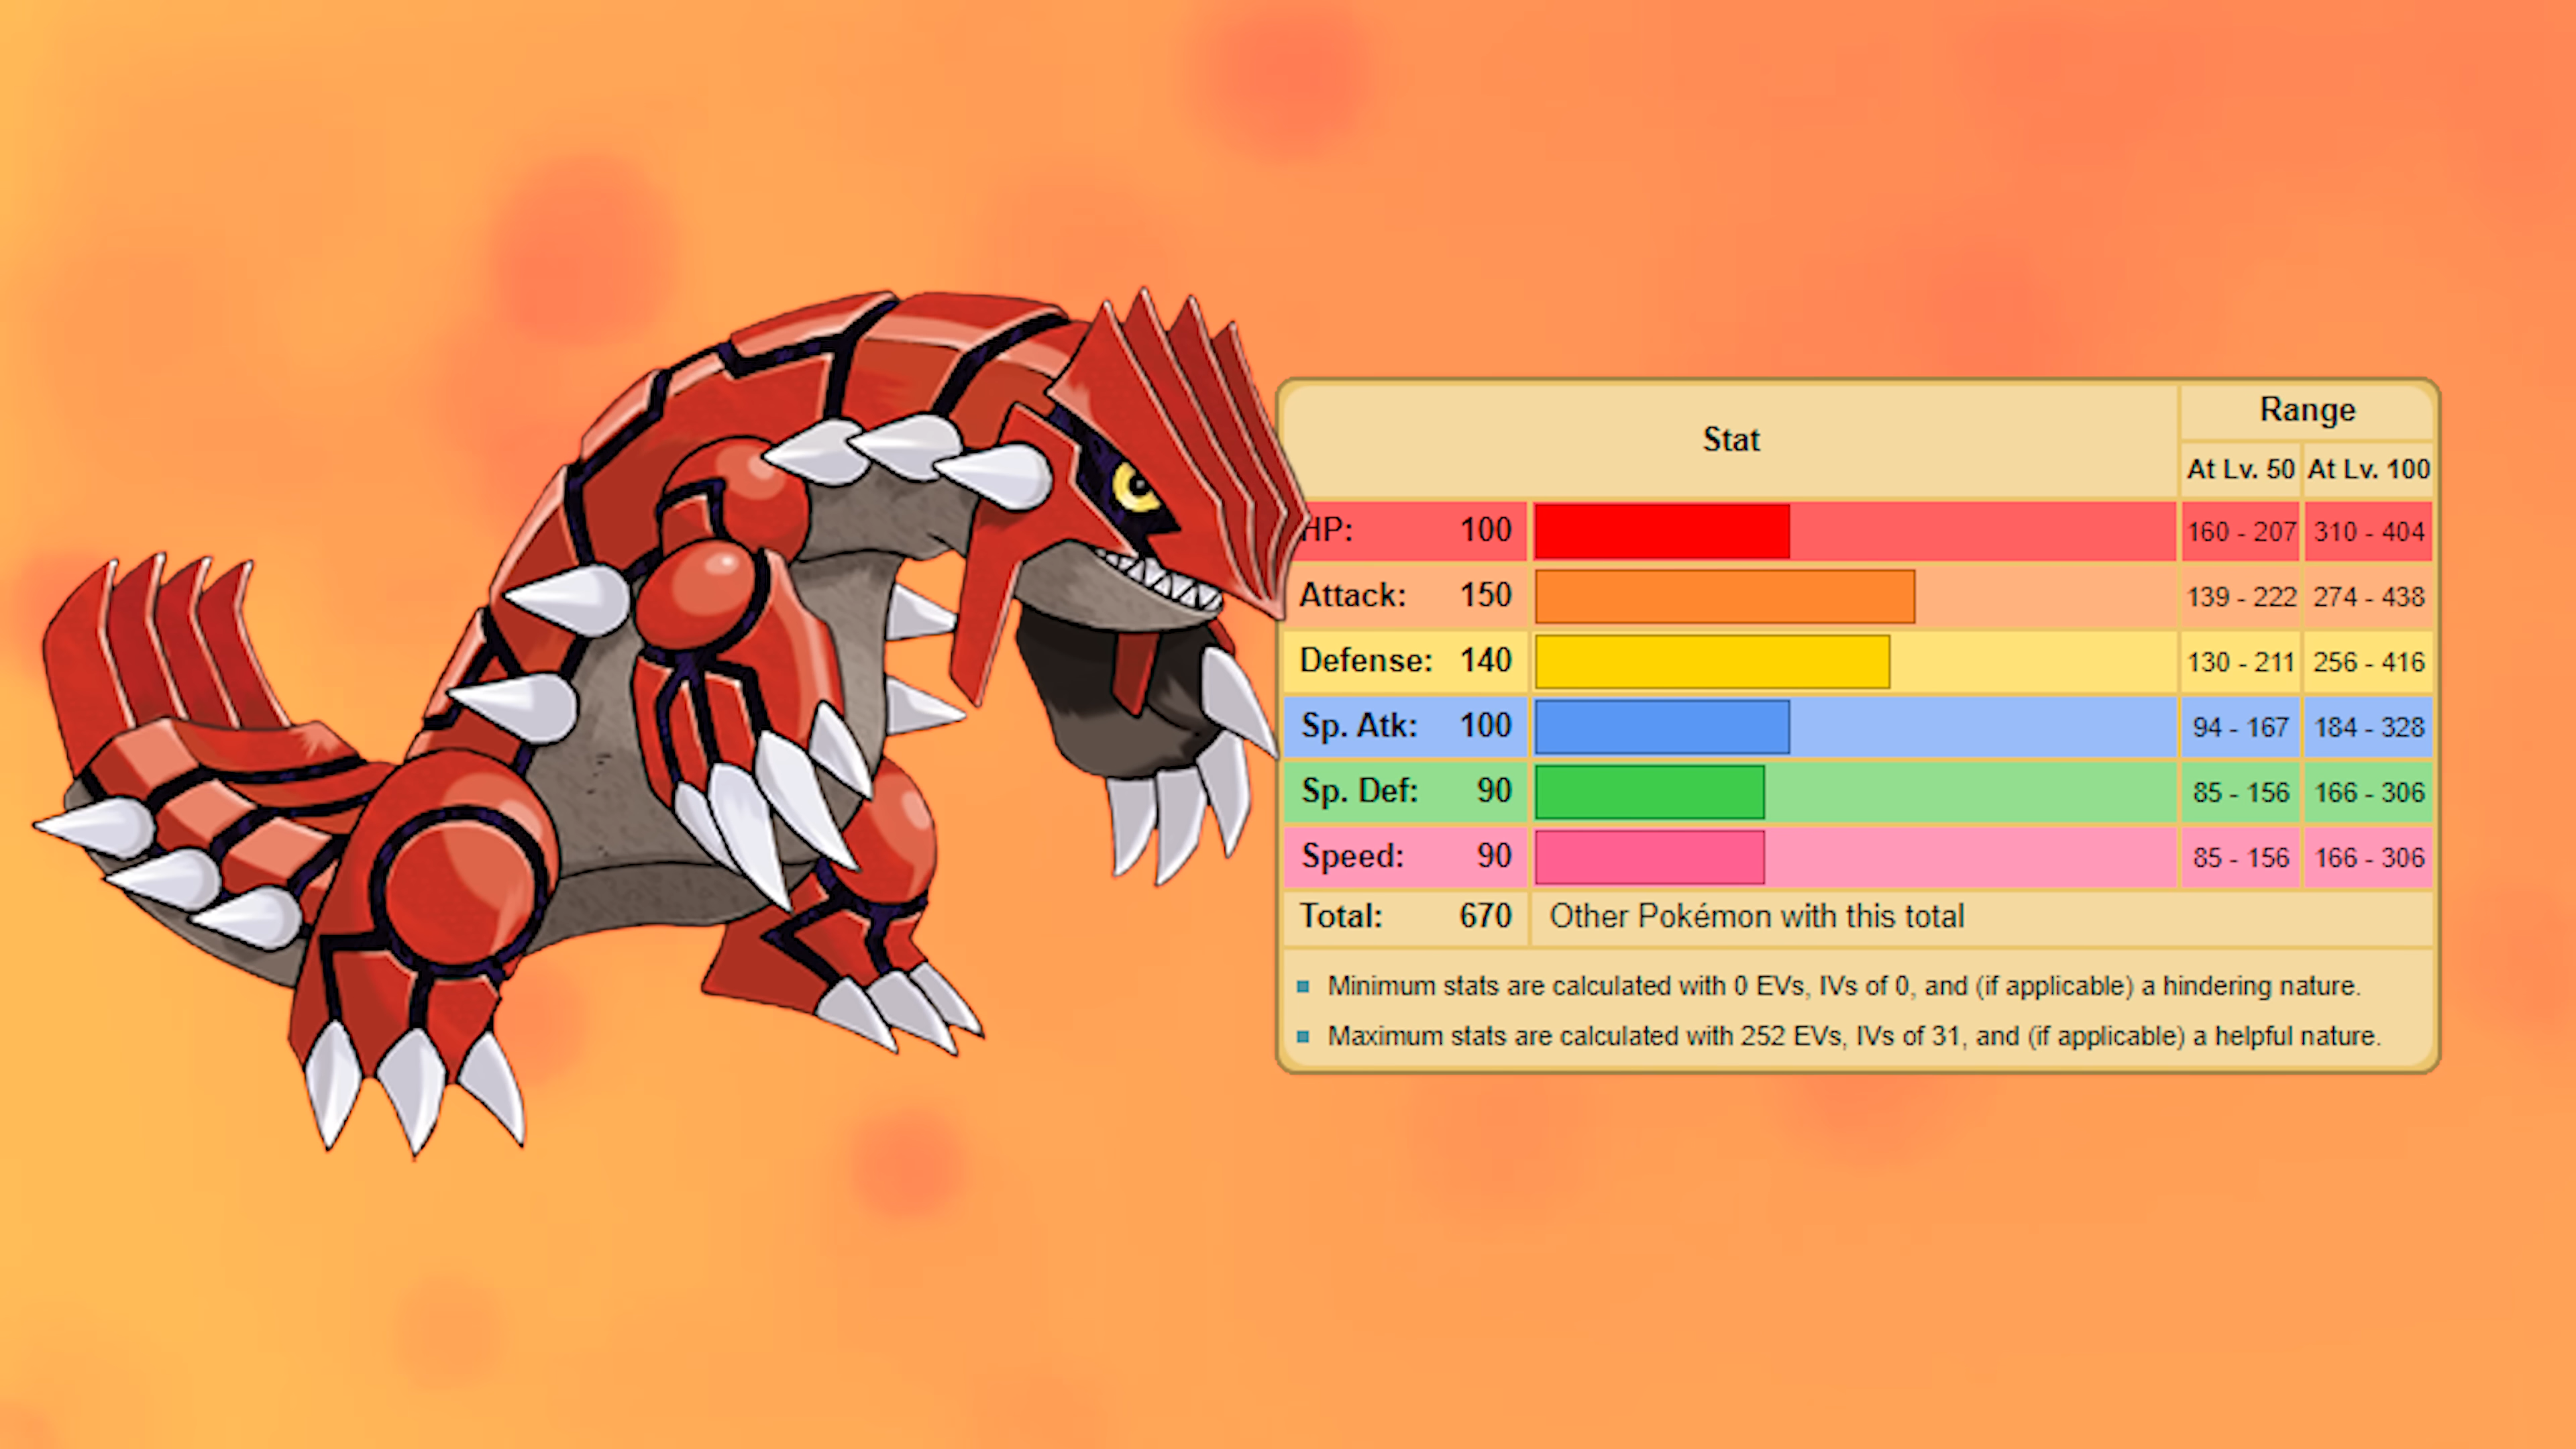 Stat
Range
At Lv. 50 At Lv. 100
HP: 100 160 - 207 310 - 404
Attack: 150 139 - 222 274 - 438
Defense: 140 130 - 211 256 - 416
Sp. Atk: 100 94 - 167 184 - 328
Sp. Def: 90 85 - 156 166 - 306
Speed: 90 85 - 156 166 - 306
Total: 670 Other Pokémon with this total
Minimum stats are calculated with 0 EVs, IVs of 0, and (if applicable) a hindering nature.
Maximum stats are calculated with 252 EVs, IVs of 31, and (if applicable) a helpful nature.